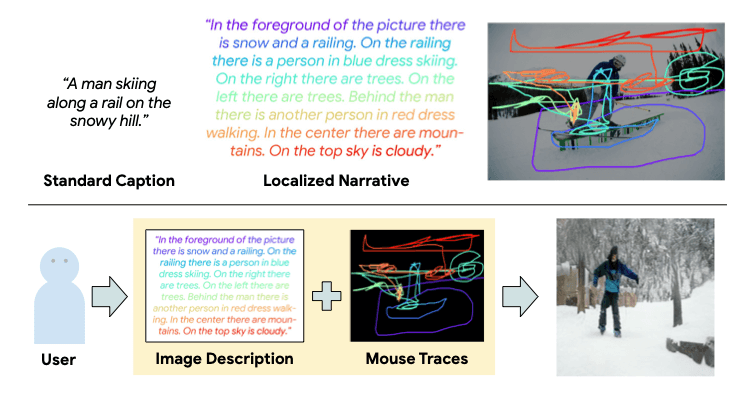 “In the foreground of the picture there
is snow and a railing. On the railing
there is a person in blue dress skiing.
On the right there are trees. On the
left there are trees. Behind the man
there is another person in red dress
walking. In the center there are moun-
tains. On the top sky is cloudy.”
“A man skiing
along a rail on the
snowy hill.”
Standard Caption
Localized Narrative
“In the foreground of the picture
there is snow and a railing. On the
railing there is a person in blue
dress skiing. On the right there
are trees. On the left there are
trees. Behind the man there is
another person in red dress walk-
ing. In the center there are moun-
tains. On the top sky is cloudy.”
User
Image Description
Mouse Traces